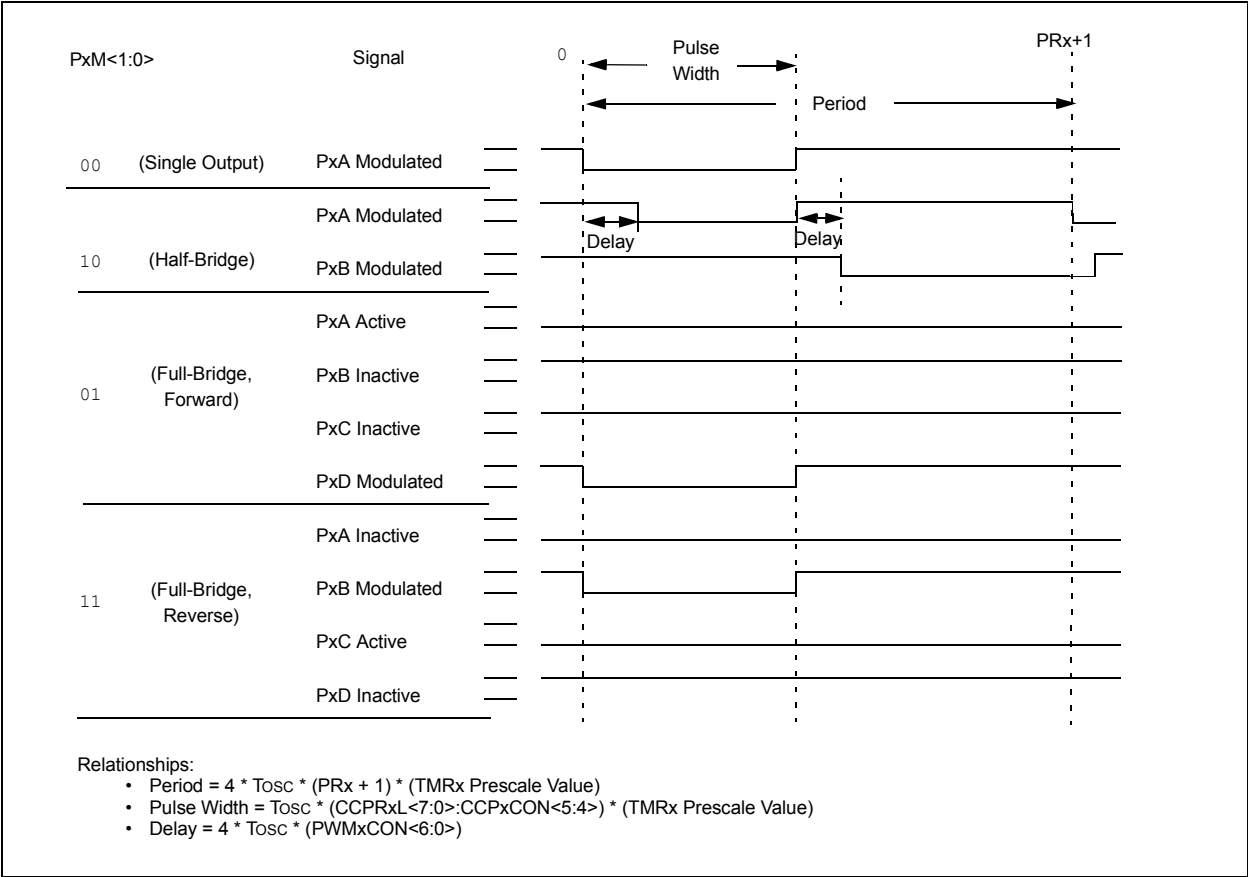 PxM<1:0>
Signal
0
Pulse
Width
PRx+1
Period
00
(Single Output)
PxA Modulated
PxA Modulated
Delay
Delay
10
(Half-Bridge)
PxB Modulated
PxA Active
01
(Full-Bridge,
Forward)
PxB Inactive
PxC Inactive
PxD Modulated
PxA Inactive
11
(Full-Bridge,
Reverse)
PxB Modulated
PxC Active
PxD Inactive
Relationships:
• Period = 4 * TOSC * (PRx + 1) * (TMRx Prescale Value)
• Pulse Width = TOSC * (CCPRxL<7:0>:CCPxCON<5:4>) * (TMRx Prescale Value)
• Delay = 4 * TOSC * (PWMxCON<6:0>)